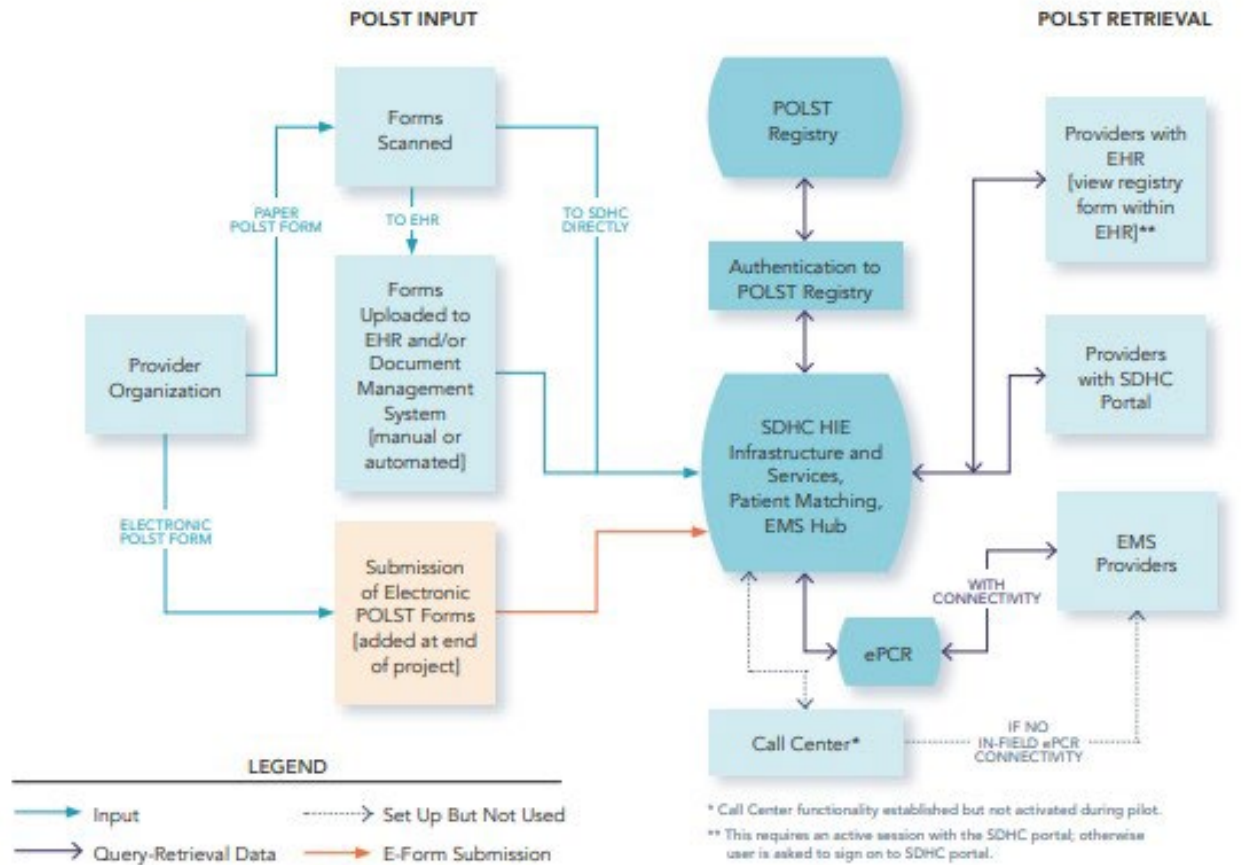 POLST INPUT
POLST RETRIEVAL
Forms
Scanned
PAPER
POLST FORM
TO EHR
TO SDHC
DIRECTLY
Forms
Uploaded to
EHR and/or
Document
Management
System
[manual or
automated]
Provider
Organization
ELECTRONIC
POLST FORM
Submission
of Electronic
POLST Forms
[added at end
of project]
POLST
Registry
Authentication to
POLST Registry
SDHC HIE
Infrastructure and
Services,
Patient Matching,
EMS Hub
ePCR
Call Center*
Providers with
EHR
[view registry
form within
EHR]**
Providers
with SDHC
Portal
EMS
Providers
WITH
CONNECTIVITY
IF NO
IN-FIELD ePCR
CONNECTIVITY
LEGEND
Input
Set Up But Not Used
Query-Retrieval Data
E-Form Submission
* Call Center functionality established but not activated during pilot.
** This requires an active session with the SDHC portal; otherwise
user is asked to sign on to SDHC portal.